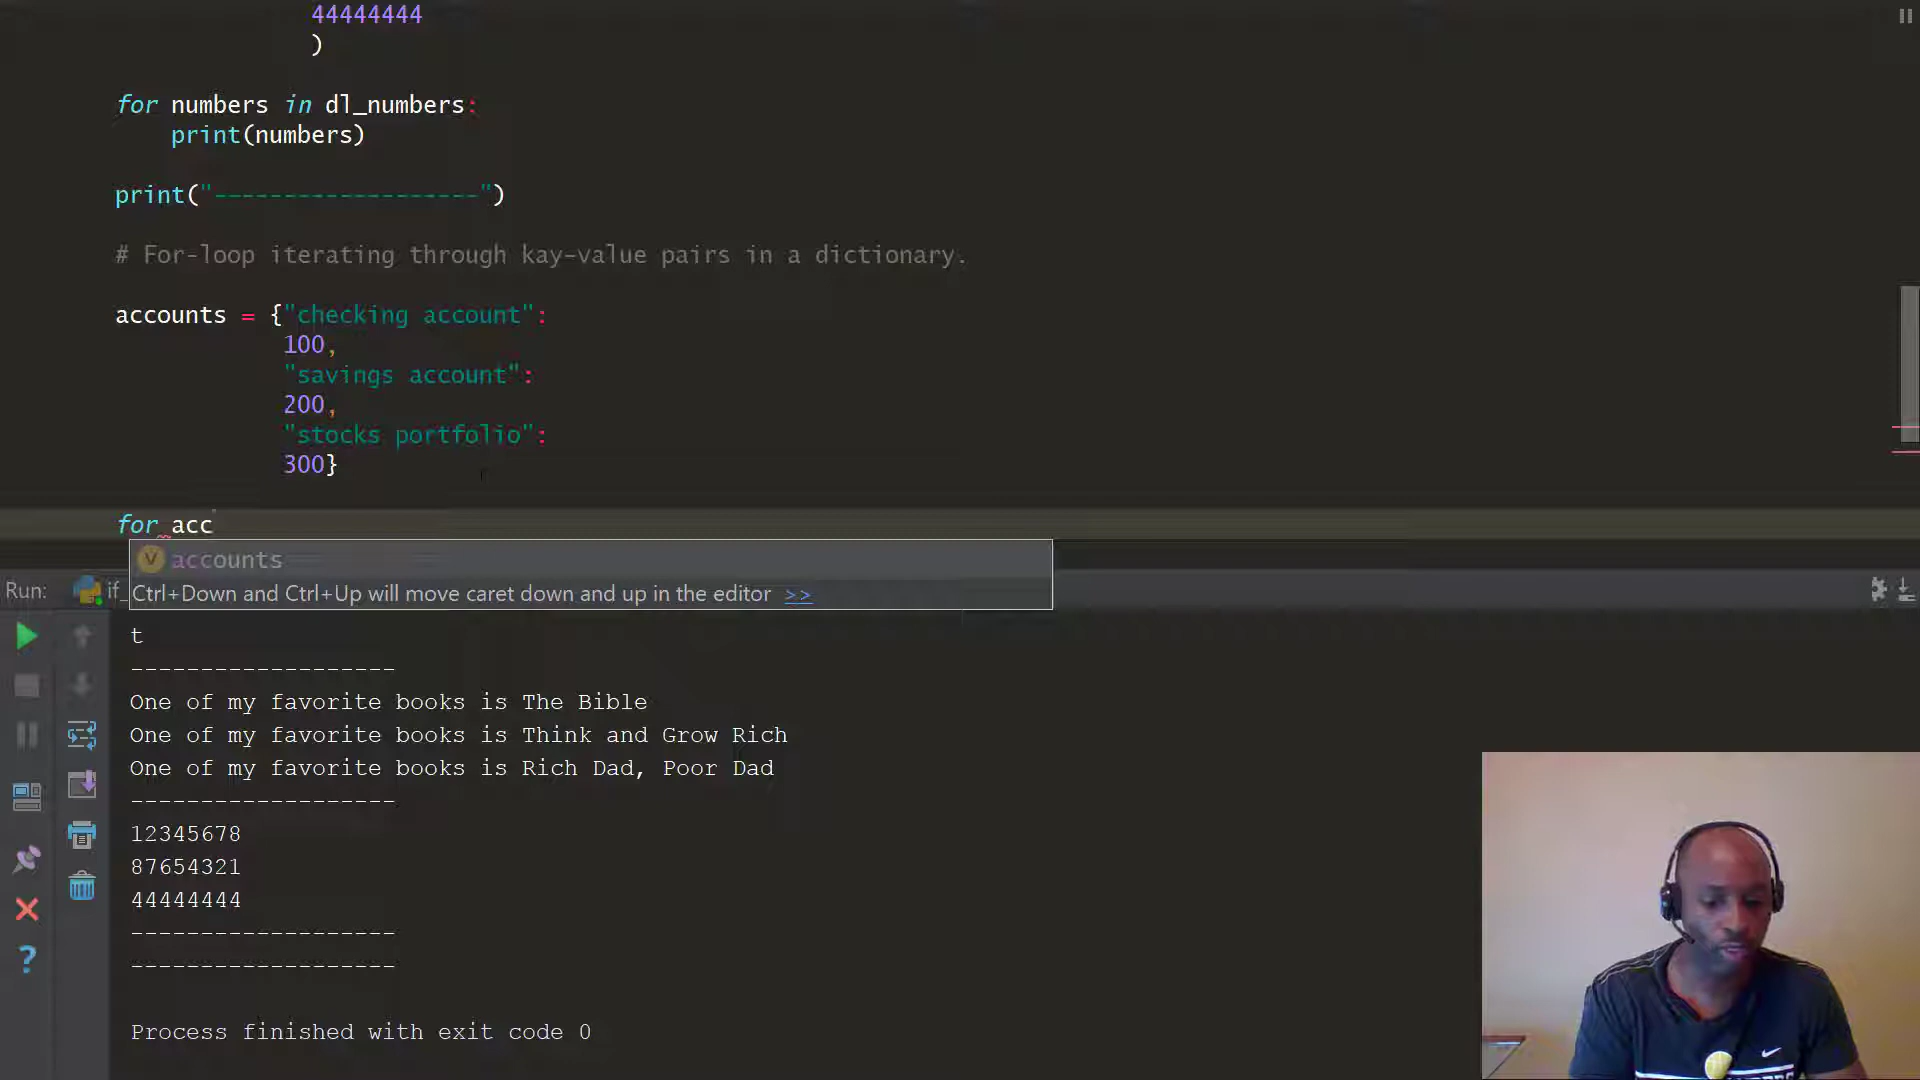 44444444
)
for numbers in dl_numbers:
print(numbers)
print("-------------------")
# For-loop iterating through kay-value pairs in a dictionary.
accounts = {"checking account":
100,
"savings account":
200,
"stocks portfolio":
300}
for acc
V accounts
Ctrl+Down and Ctrl+Up will move caret down and up in the editor >>
Run: if_
t
-------------------
One of my favorite books is The Bible
One of my favorite books is Think and Grow Rich
One of my favorite books is Rich Dad, Poor Dad
-------------------
12345678
87654321
44444444
-------------------
-------------------
Process finished with exit code 0